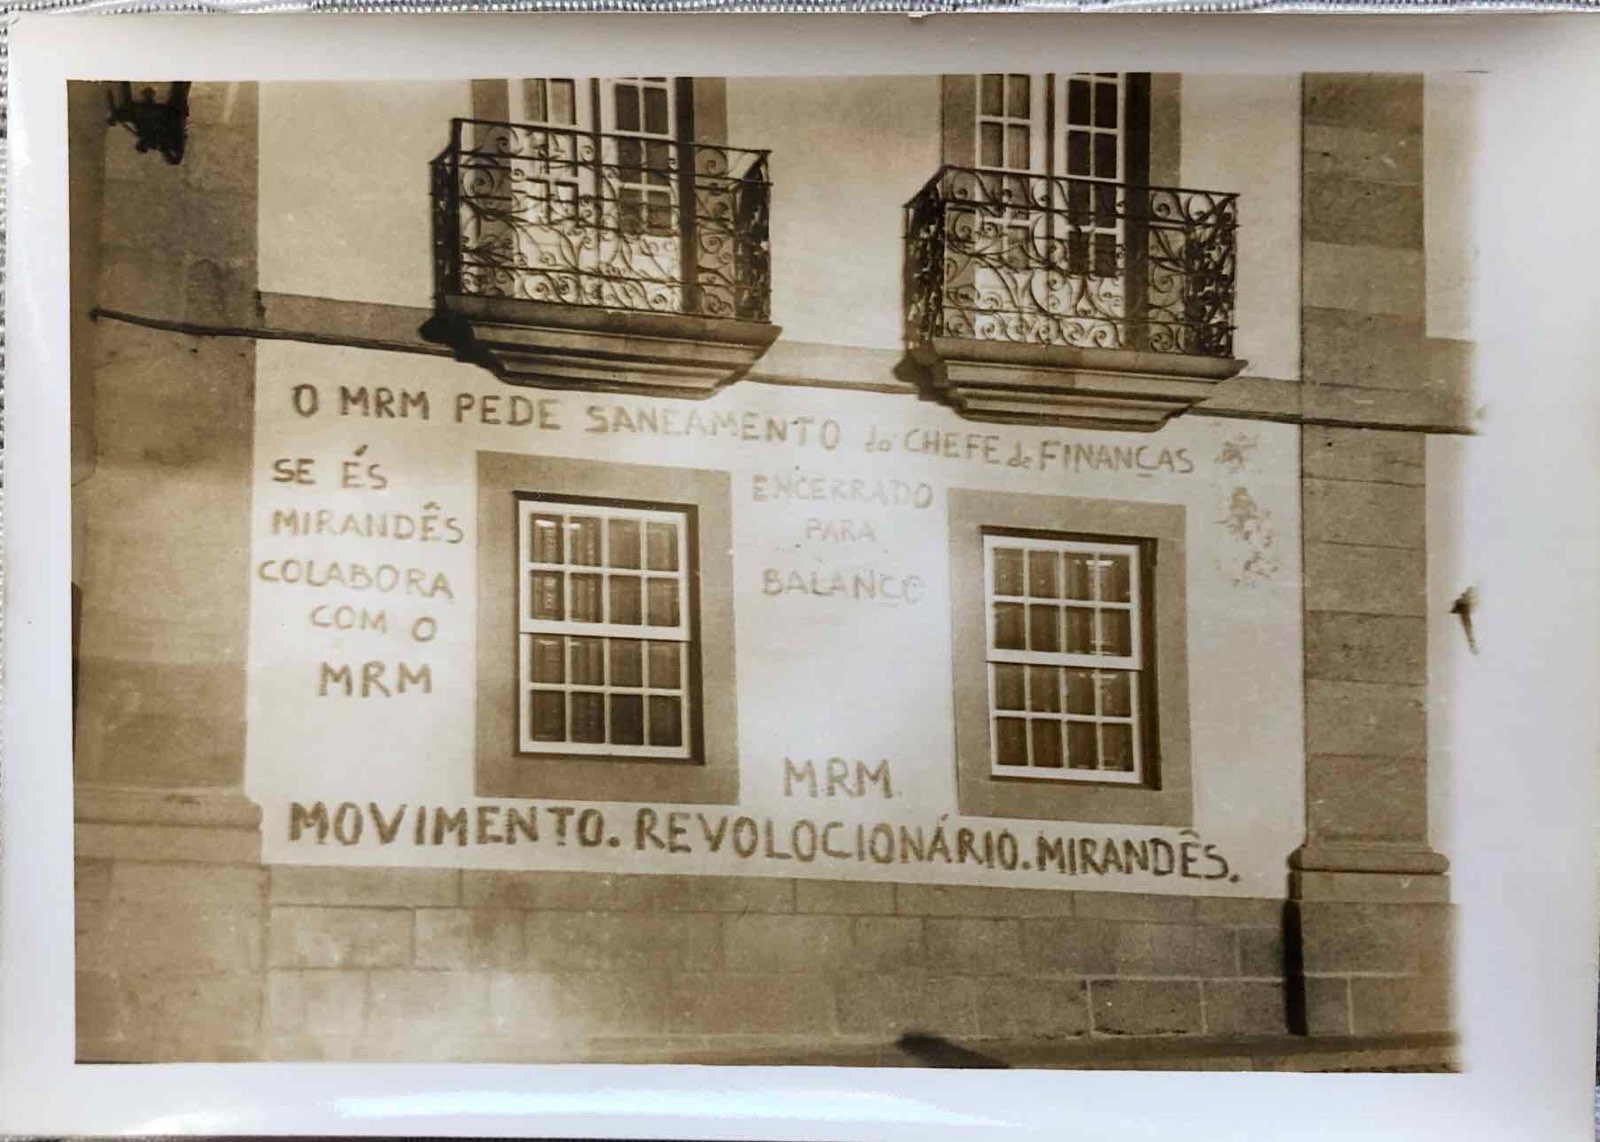 O MRM PEDE SANEAMENTO do CHEFE de FINANÇAS
SE ÉS
MIRANDÊS
COLABORA
COM O
MRM
ENCERRADO
PARA
BALANÇO
M.R.M.
MOVIMENTO. REVOLOCIONÁRIO. MIRANDÊS.